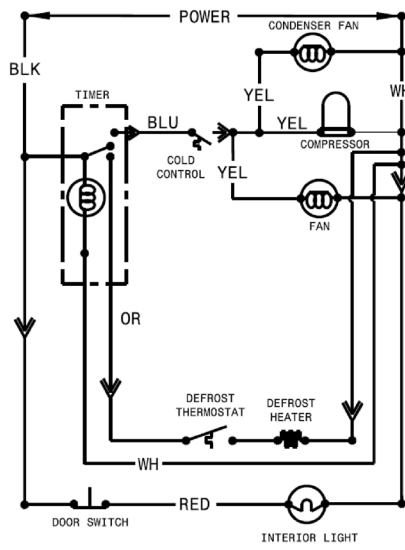 POWER
CONDENSER FAN
BLK
TIMER
YEL
WH
BLU
YEL
COMPRESSOR
COLD
CONTROL
YEL
FAN
OR
DEFROST
THERMOSTAT
DEFROST
HEATER
WH
RED
DOOR SWITCH
INTERIOR LIGHT